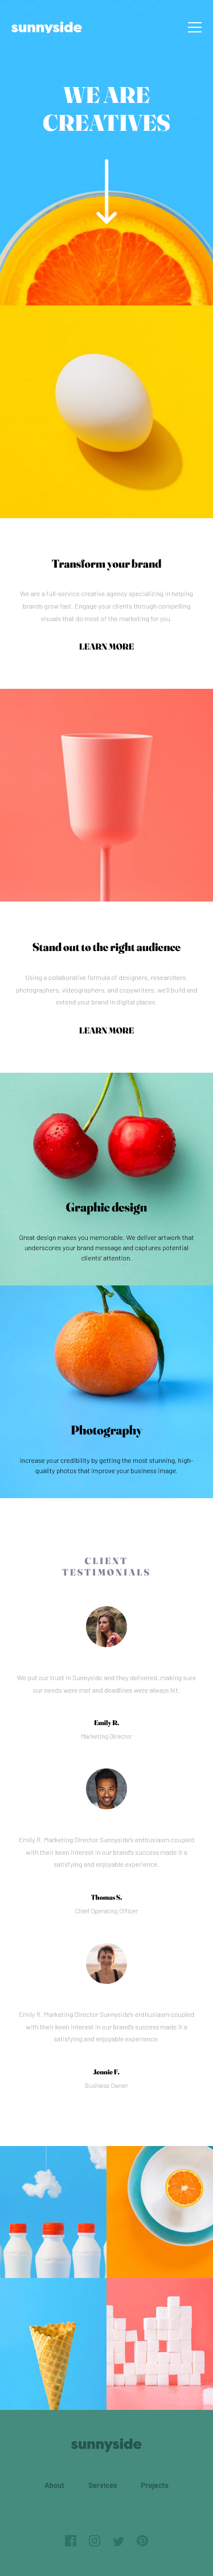 sunnyside
WE ARE
CREATIVES
Transform your brand
We are a full-service creative agency specializing in helping
brands grow fast. Engage your clients through compelling
visuals that do most of the marketing for you.
LEARN MORE
Stand out to the right audience
Using a collaborative formula of designers, researchers,
photographers, videographers, and copywriters, we'll build and
extend your brand in digital places.
LEARN MORE
Graphic design
Great design makes you memorable. We deliver artwork that
underscores your brand message and captures potential
clients' attention.
Photography
Increase your credibility by getting the most stunning, high-
quality photos that improve your business image.
CLIENT
TESTIMONIALS
We put our trust in Sunnyside and they delivered, making sure
our needs were met and deadlines were always hit.
Emily R.
Marketing Director
Emily R. Marketing Director Sunnyside's enthusiasm coupled
with their keen interest in our brand's success made it a
satisfying and enjoyable experience.
Thomas S.
Chief Operating Officer
Emily R. Marketing Director Sunnyside's enthusiasm coupled
with their keen interest in our brand's success made it a
satisfying and enjoyable experience.
Jennie F.
Business Owner
sunnyside
About Services Projects